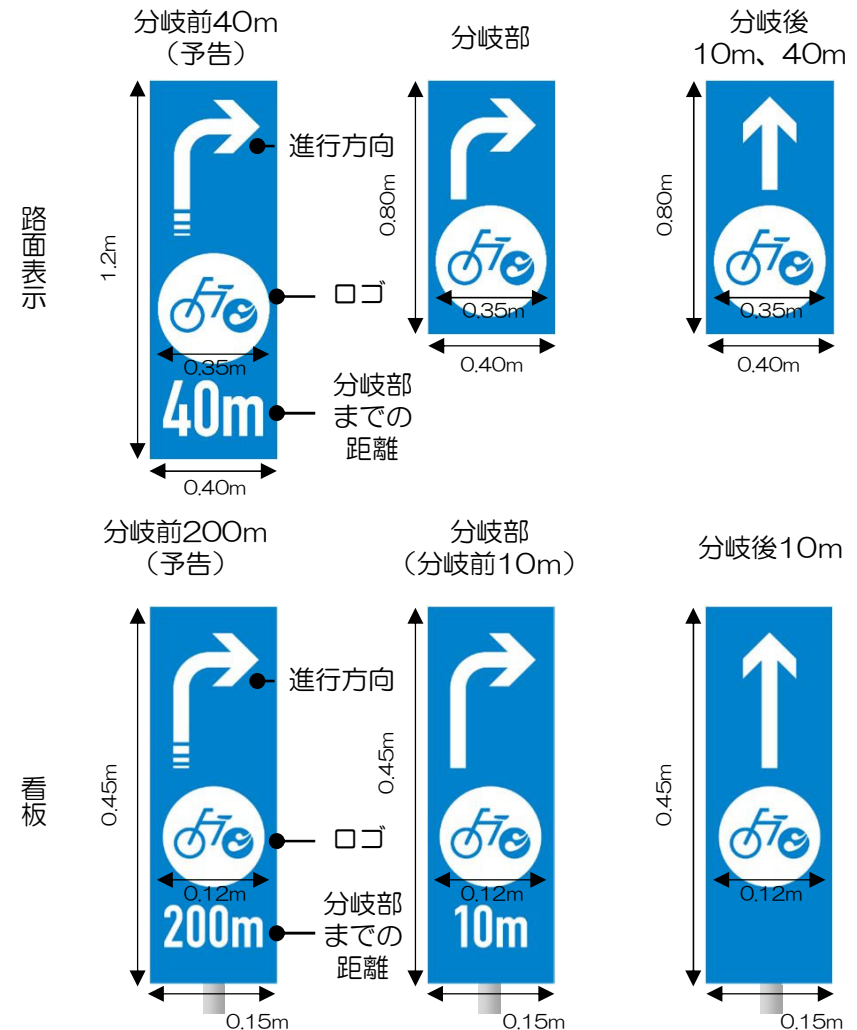 分岐前40m
（予告）
分岐部
分岐後
10m、40m
路面表示
1.2m
進行方向
ロゴ
0.35m
40m
分岐部
までの
距離
0.40m
0.80m
0.35m
0.40m
0.80m
0.35m
0.40m
分岐前200m
（予告）
分岐部
（分岐前10m）
分岐後10m
看板
0.45m
進行方向
ロゴ
0.12m
200m
分岐部
までの
距離
0.15m
0.45m
0.12m
10m
0.15m
0.45m
0.12m
0.15m